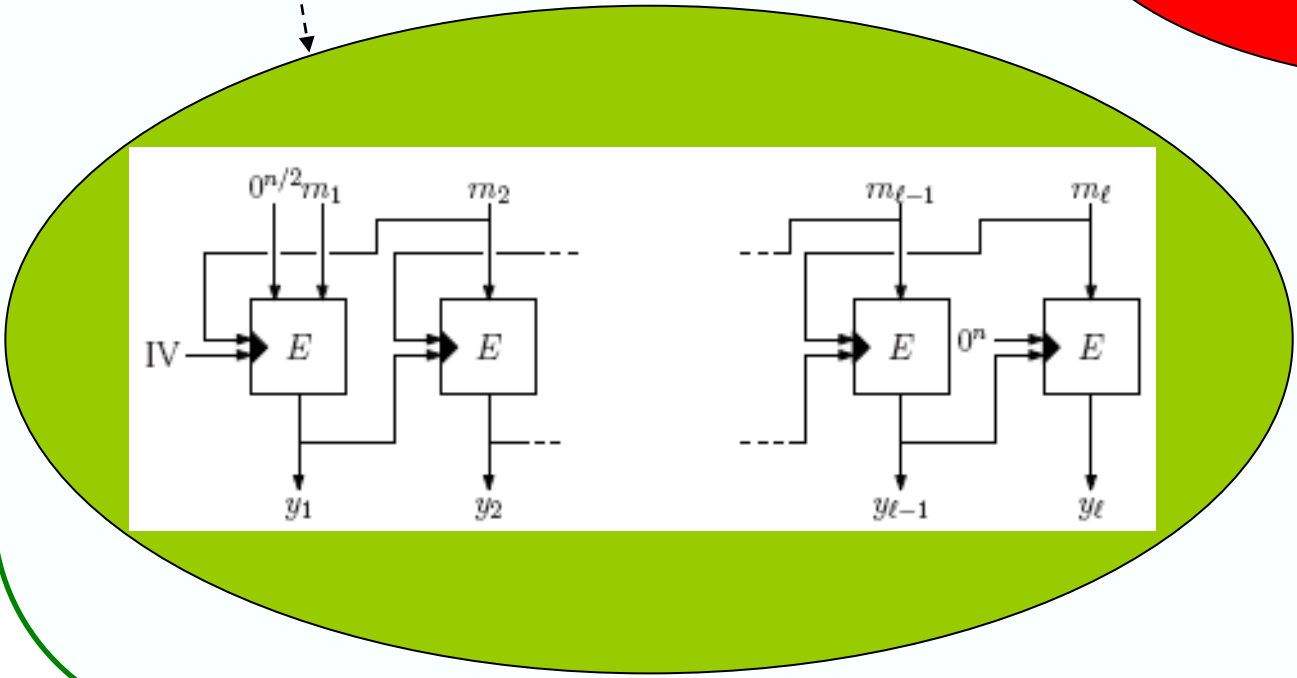 0^{n/2} m_1 m_2 m_{ℓ-1} m_ℓ
IV E E E 0^n E
y_1 y_2 y_{ℓ-1} y_ℓ